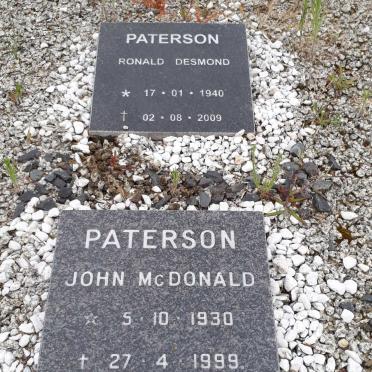 PATERSON
RONALD DESMOND
* 17 · 01 · 1940
† 02 · 08 · 2009
PATERSON
JOHN McDONALD
☆ 5 · 10 · 1930
† 27 · 4 · 1999